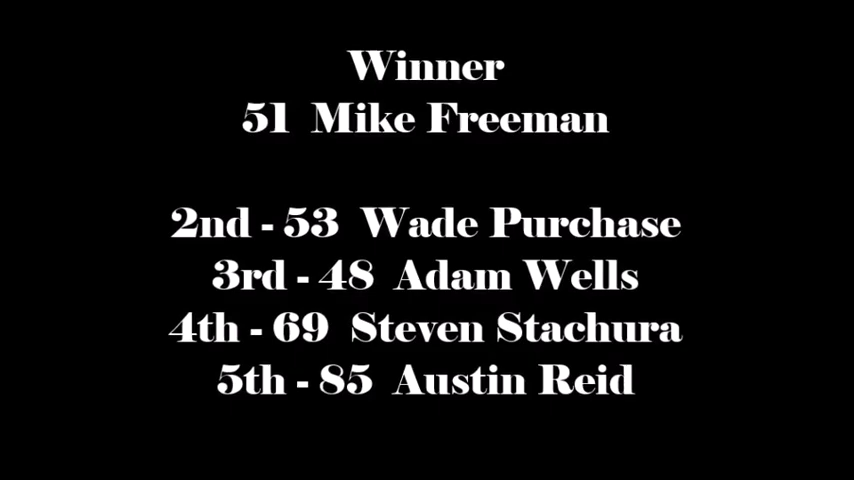 Winner
51 Mike Freeman
2nd - 53 Wade Purchase
3rd - 48 Adam Wells
4th - 69 Steven Stachura
5th - 85 Austin Reid